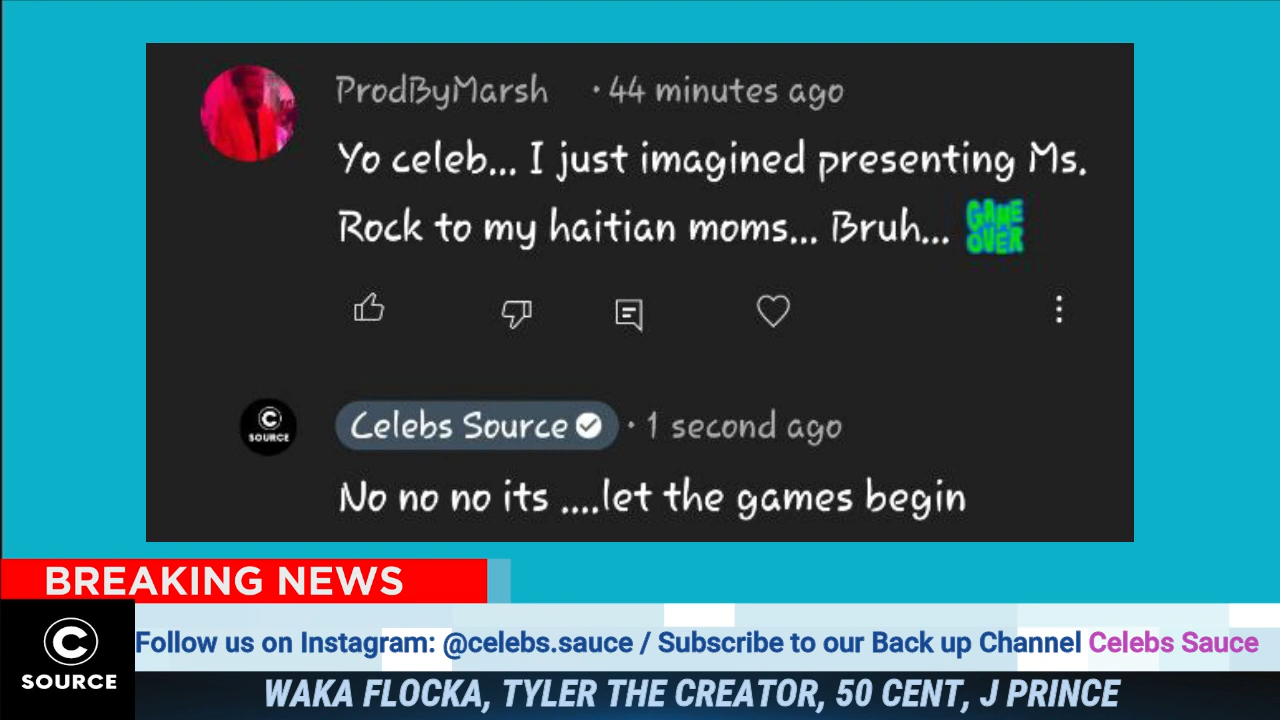 ProdByMarsh • 44 minutes ago
Yo celeb... I just imagined presenting Ms.
Rock to my haitian moms... Bruh... GAME OVER
C SOURCE
Celebs Source • 1 second ago
No no no its ....let the games begin
BREAKING NEWS
C
SOURCE
Follow us on Instagram: @celebs.sauce / Subscribe to our Back up Channel Celebs Sauce
WAKA FLOCKA, TYLER THE CREATOR, 50 CENT, J PRINCE